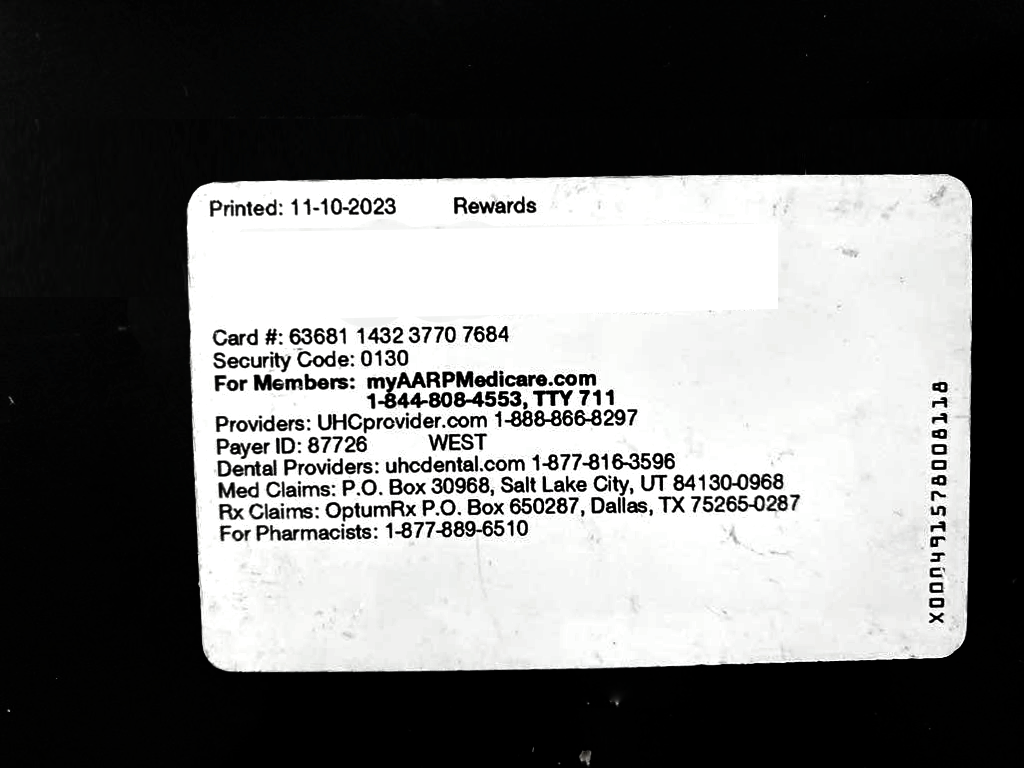 Printed: 11-10-2023 Rewards
Card #: 63681 1432 3770 7684
Security Code: 0130
For Members: myAARPMedicare.com
1-844-808-4553, TTY 711
Providers: UHCprovider.com 1-888-866-8297
Payer ID: 87726 WEST
Dental Providers: uhcdental.com 1-877-816-3596
Med Claims: P.O. Box 30968, Salt Lake City, UT 84130-0968
Rx Claims: OptumRx P.O. Box 650287, Dallas, TX 75265-0287
For Pharmacists: 1-877-889-6510
X000491578008118